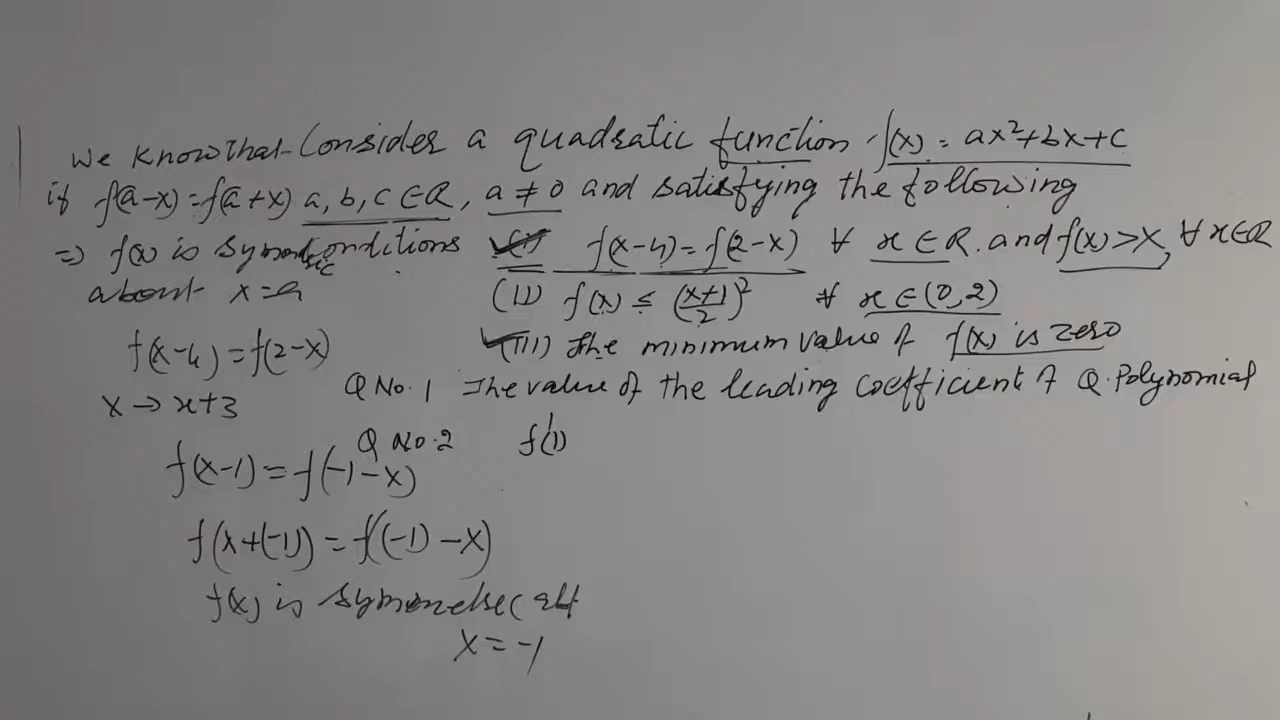 We know that Consider a quadratic function f(x) = ax²+bx+c
if f(a-x) = f(a+x) a, b, c ∈ R, a ≠ 0 and satisfying the following
⇒ f(x) is symmetric conditions (i) f(x-4) = f(2-x) ∀ x ∈ R. and f(x) > x, ∀ x ∈ R
about x = a (ii) f(x) ≤ ((x+1)/2)² ∀ x ∈ (0, 2)
f(x-4) = f(2-x) (iii) The minimum value of f(x) is zero
x → x+3 Q No. 1 The value of the leading coefficient of Q. Polynomial
Q No. 2 f(1)
f(x-1) = f(-1-x)
f(x+(-1)) = f((-1)-x)
f(x) is
x = -1